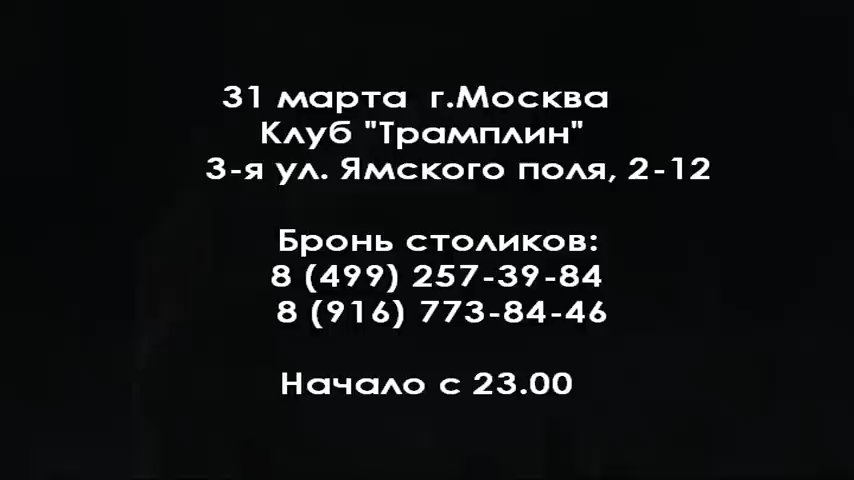 31 марта г.Москва
Клуб "Трамплин"
3-я ул. Ямского поля, 2-12
Бронь столиков:
8 (499) 257-39-84
8 (916) 773-84-46
Начало с 23.00